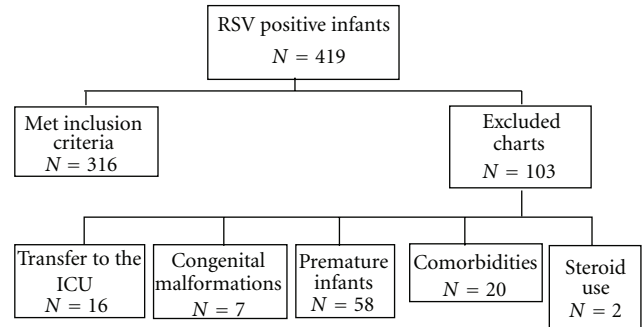 RSV positive infants
N = 419
Met inclusion
criteria
N = 316
Excluded
charts
N = 103
Transfer to the
ICU
N = 16
Congenital
malformations
N = 7
Premature
infants
N = 58
Comorbidities
N = 20
Steroid
use
N = 2